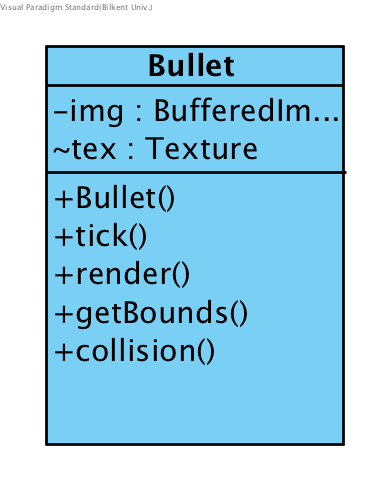 Visual Paradigm Standard(Bilkent Univ.)
Bullet
-img : BufferedIm...
~tex : Texture
+Bullet()
+tick()
+render()
+getBounds()
+collision()